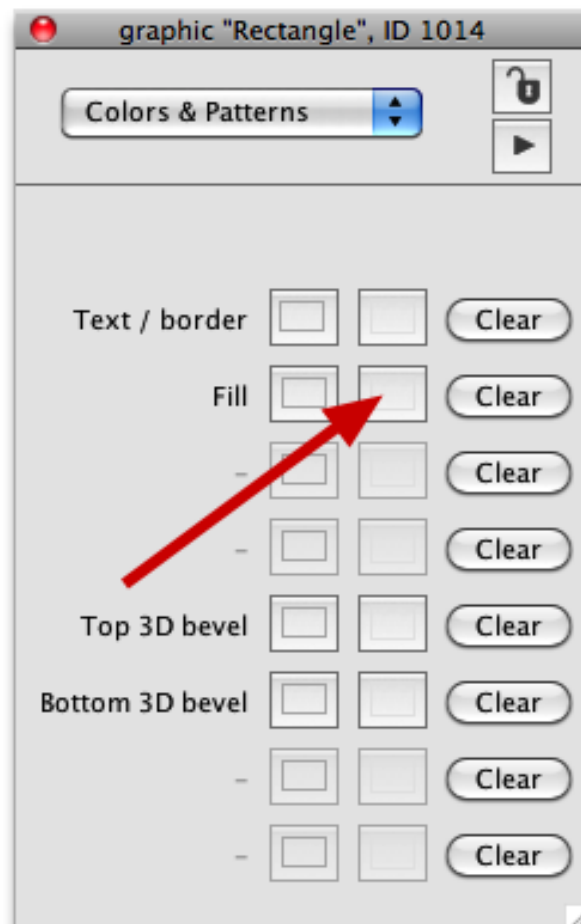 graphic "Rectangle", ID 1014
Colors & Patterns
Text / border Clear
Fill Clear
– Clear
– Clear
Top 3D bevel Clear
Bottom 3D bevel Clear
– Clear
– Clear